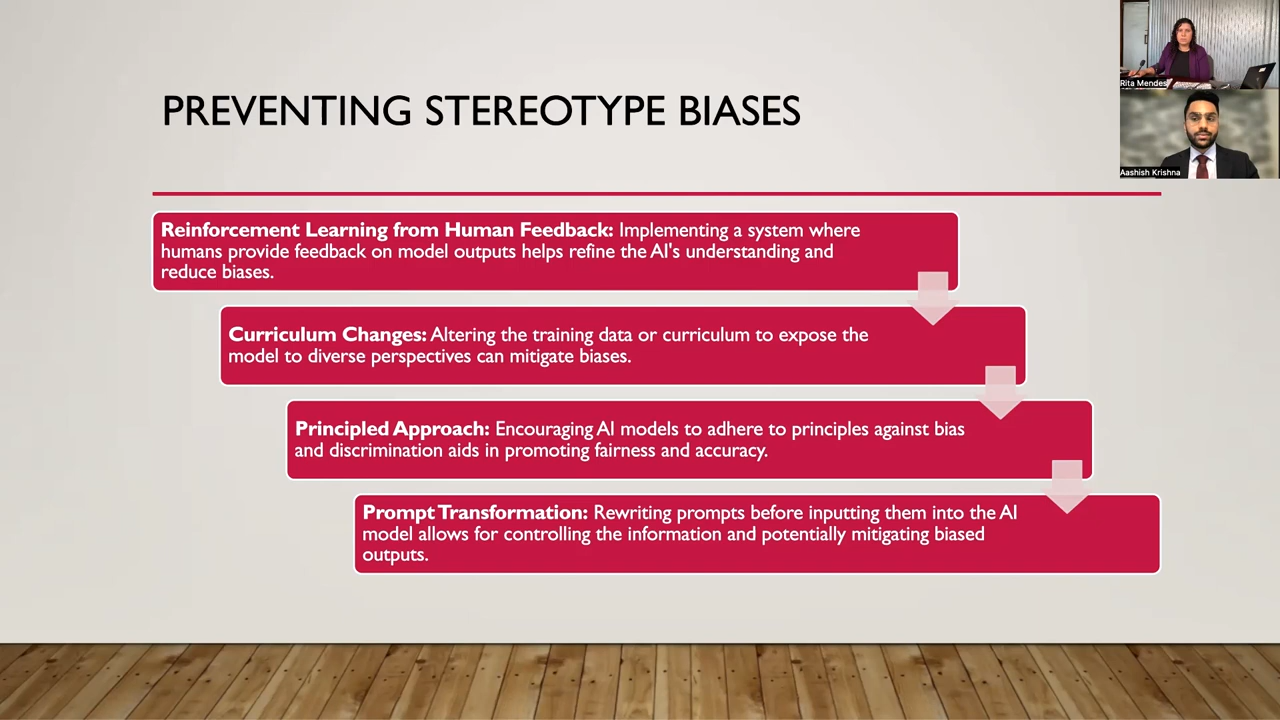 PREVENTING STEREOTYPE BIASES
Rita Mendes
Aashish Krishna
Reinforcement Learning from Human Feedback: Implementing a system where
humans provide feedback on model outputs helps refine the AI's understanding and
reduce biases.
Curriculum Changes: Altering the training data or curriculum to expose the
model to diverse perspectives can mitigate biases.
Principled Approach: Encouraging AI models to adhere to principles against bias
and discrimination aids in promoting fairness and accuracy.
Prompt Transformation: Rewriting prompts before inputting them into the AI
model allows for controlling the information and potentially mitigating biased
outputs.